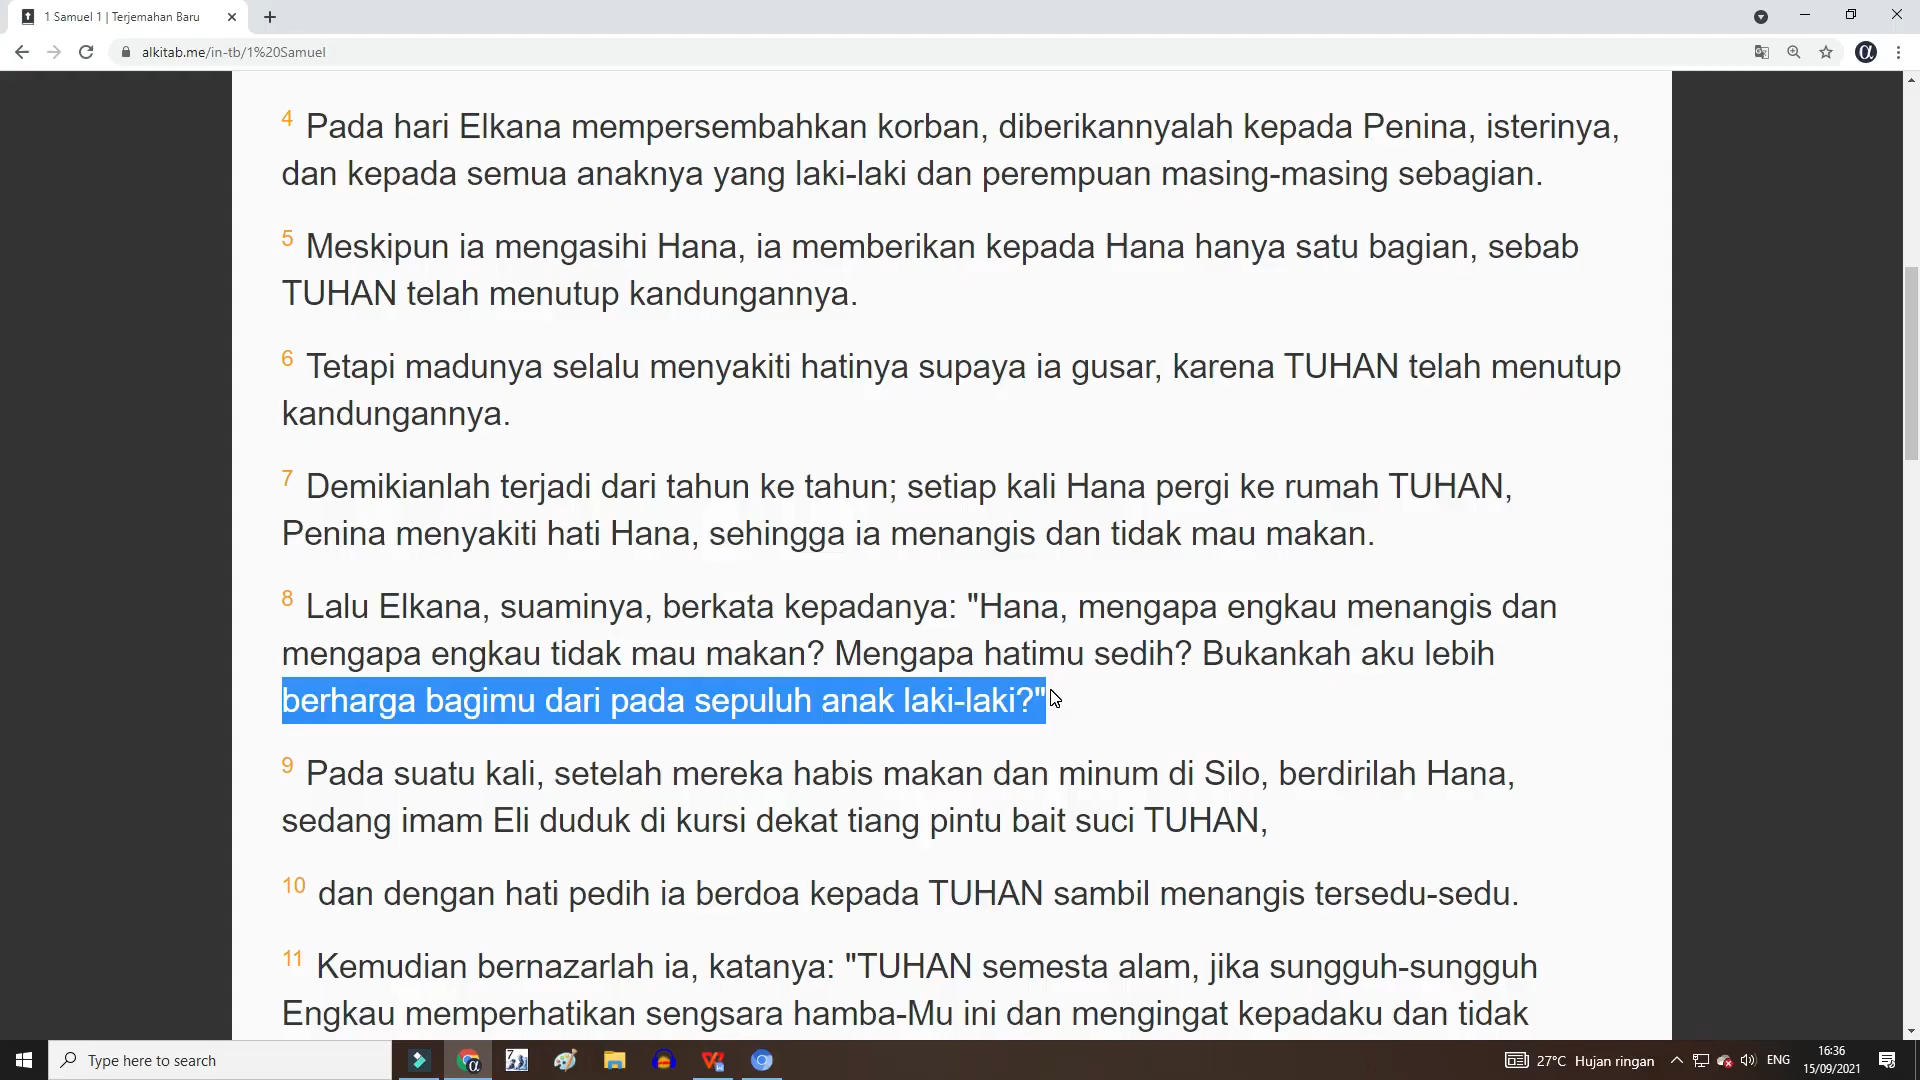 1 Samuel 1 | Terjemahan Baru
alkitab.me/in-tb/1%20Samuel
4 Pada hari Elkana mempersembahkan korban, diberikannyalah kepada Penina, isterinya,
dan kepada semua anaknya yang laki-laki dan perempuan masing-masing sebagian.
5 Meskipun ia mengasihi Hana, ia memberikan kepada Hana hanya satu bagian, sebab
TUHAN telah menutup kandungannya.
6 Tetapi madunya selalu menyakiti hatinya supaya ia gusar, karena TUHAN telah menutup
kandungannya.
7 Demikianlah terjadi dari tahun ke tahun; setiap kali Hana pergi ke rumah TUHAN,
Penina menyakiti hati Hana, sehingga ia menangis dan tidak mau makan.
8 Lalu Elkana, suaminya, berkata kepadanya: "Hana, mengapa engkau menangis dan
mengapa engkau tidak mau makan? Mengapa hatimu sedih? Bukankah aku lebih
berharga bagimu dari pada sepuluh anak laki-laki?"
9 Pada suatu kali, setelah mereka habis makan dan minum di Silo, berdirilah Hana,
sedang imam Eli duduk di kursi dekat tiang pintu bait suci TUHAN,
10 dan dengan hati pedih ia berdoa kepada TUHAN sambil menangis tersedu-sedu.
11 Kemudian bernazarlah ia, katanya: "TUHAN semesta alam, jika sungguh-sungguh
Engkau memperhatikan sengsara hamba-Mu ini dan mengingat kepadaku dan tidak
Type here to search
27°C Hujan ringan
ENG
16:36
15/09/2021